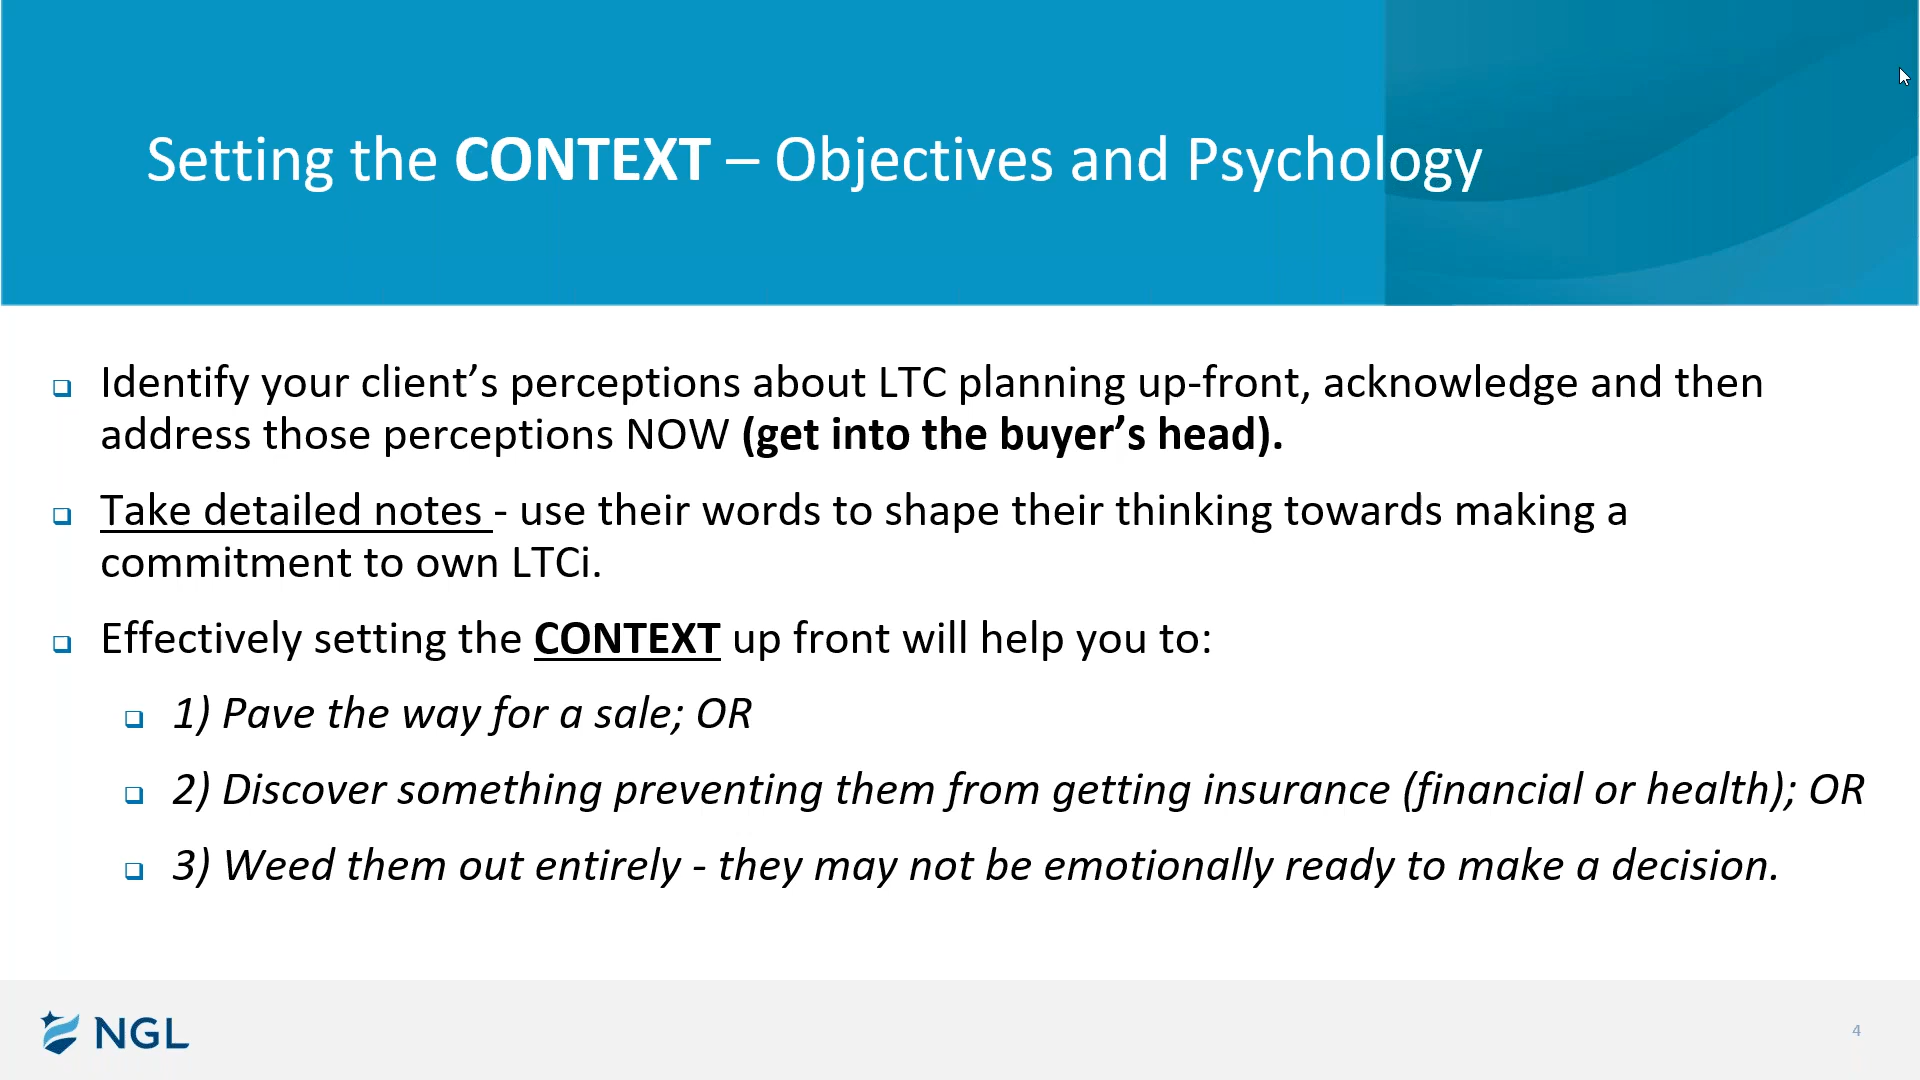 Setting the CONTEXT – Objectives and Psychology
Identify your client’s perceptions about LTC planning up-front, acknowledge and then
address those perceptions NOW (get into the buyer’s head).
Take detailed notes - use their words to shape their thinking towards making a
commitment to own LTCi.
Effectively setting the CONTEXT up front will help you to:
1) Pave the way for a sale; OR
2) Discover something preventing them from getting insurance (financial or health); OR
3) Weed them out entirely - they may not be emotionally ready to make a decision.
NGL
4